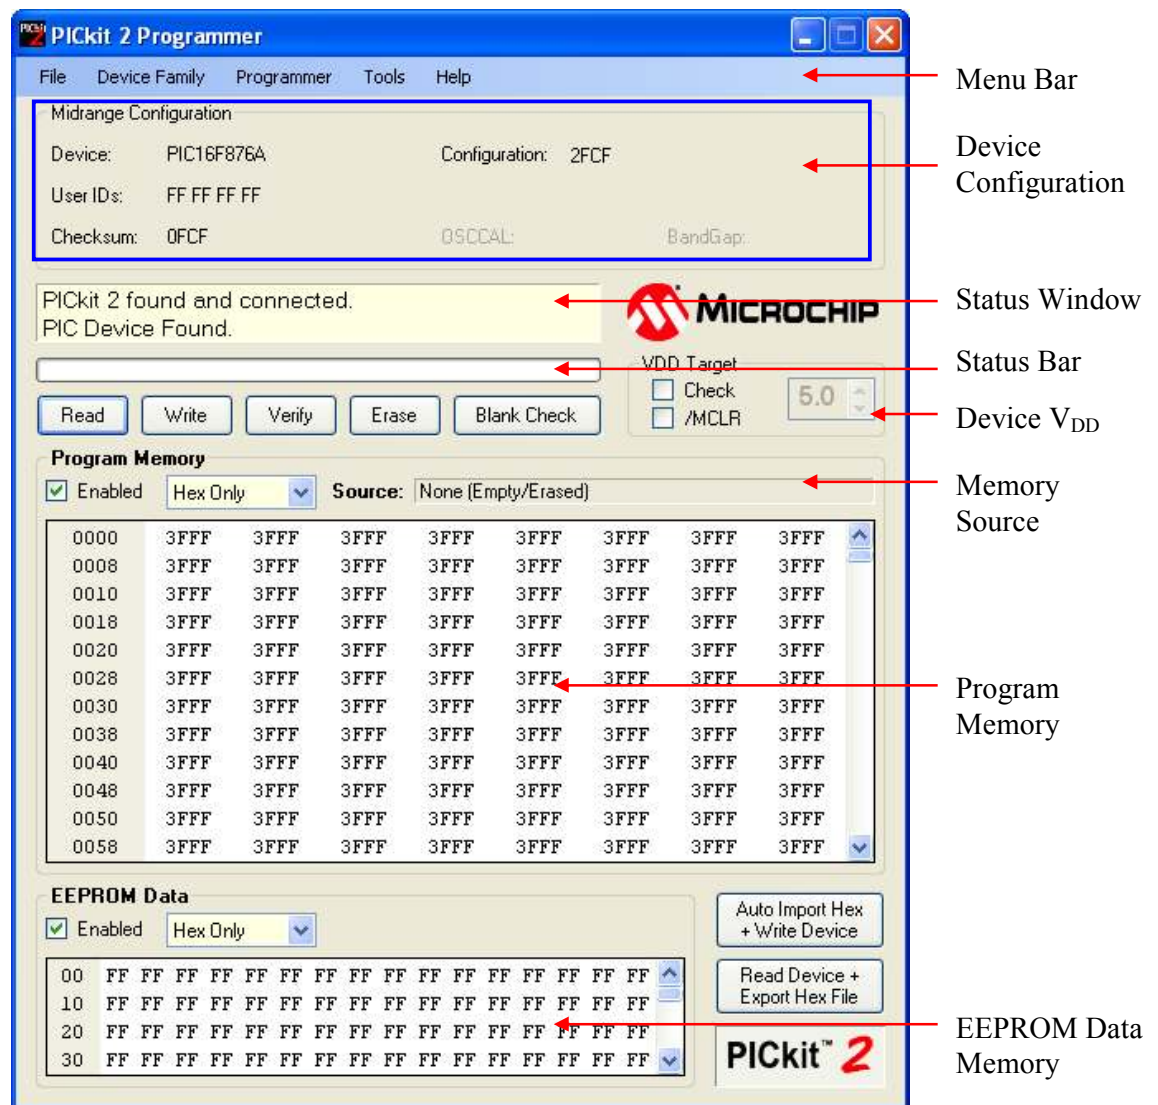 PICkit 2 Programmer
File Device Family Programmer Tools Help
Menu Bar
Midrange Configuration
Device: PIC16F876A Configuration: 2FCF
Device
Configuration
User IDs: FF FF FF FF
Checksum: 0FCF OSCCAL: BandGap:
PICkit 2 found and connected.
PIC Device Found.
MICROCHIP
Status Window
Status Bar
VDD Target
Check
/MCLR
5.0
Device VDD
Read Write Verify Erase Blank Check
Program Memory
Enabled Hex Only Source: None (Empty/Erased)
Memory
Source
0000 3FFF 3FFF 3FFF 3FFF 3FFF 3FFF 3FFF 3FFF
0008 3FFF 3FFF 3FFF 3FFF 3FFF 3FFF 3FFF 3FFF
0010 3FFF 3FFF 3FFF 3FFF 3FFF 3FFF 3FFF 3FFF
0018 3FFF 3FFF 3FFF 3FFF 3FFF 3FFF 3FFF 3FFF
0020 3FFF 3FFF 3FFF 3FFF 3FFF 3FFF 3FFF 3FFF
0028 3FFF 3FFF 3FFF 3FFF 3FFF 3FFF 3FFF 3FFF
0030 3FFF 3FFF 3FFF 3FFF 3FFF 3FFF 3FFF 3FFF
0038 3FFF 3FFF 3FFF 3FFF 3FFF 3FFF 3FFF 3FFF
0040 3FFF 3FFF 3FFF 3FFF 3FFF 3FFF 3FFF 3FFF
0048 3FFF 3FFF 3FFF 3FFF 3FFF 3FFF 3FFF 3FFF
0050 3FFF 3FFF 3FFF 3FFF 3FFF 3FFF 3FFF 3FFF
0058 3FFF 3FFF 3FFF 3FFF 3FFF 3FFF 3FFF 3FFF
Program
Memory
EEPROM Data
Enabled Hex Only
00 FF FF FF FF FF FF FF FF FF FF FF FF FF FF FF FF
10 FF FF FF FF FF FF FF FF FF FF FF FF FF FF FF FF
20 FF FF FF FF FF FF FF FF FF FF FF FF FF FF FF FF
30 FF FF FF FF FF FF FF FF FF FF FF FF FF FF FF FF
Auto Import Hex
+ Write Device
Read Device +
Export Hex File
PICkit™ 2
EEPROM Data
Memory